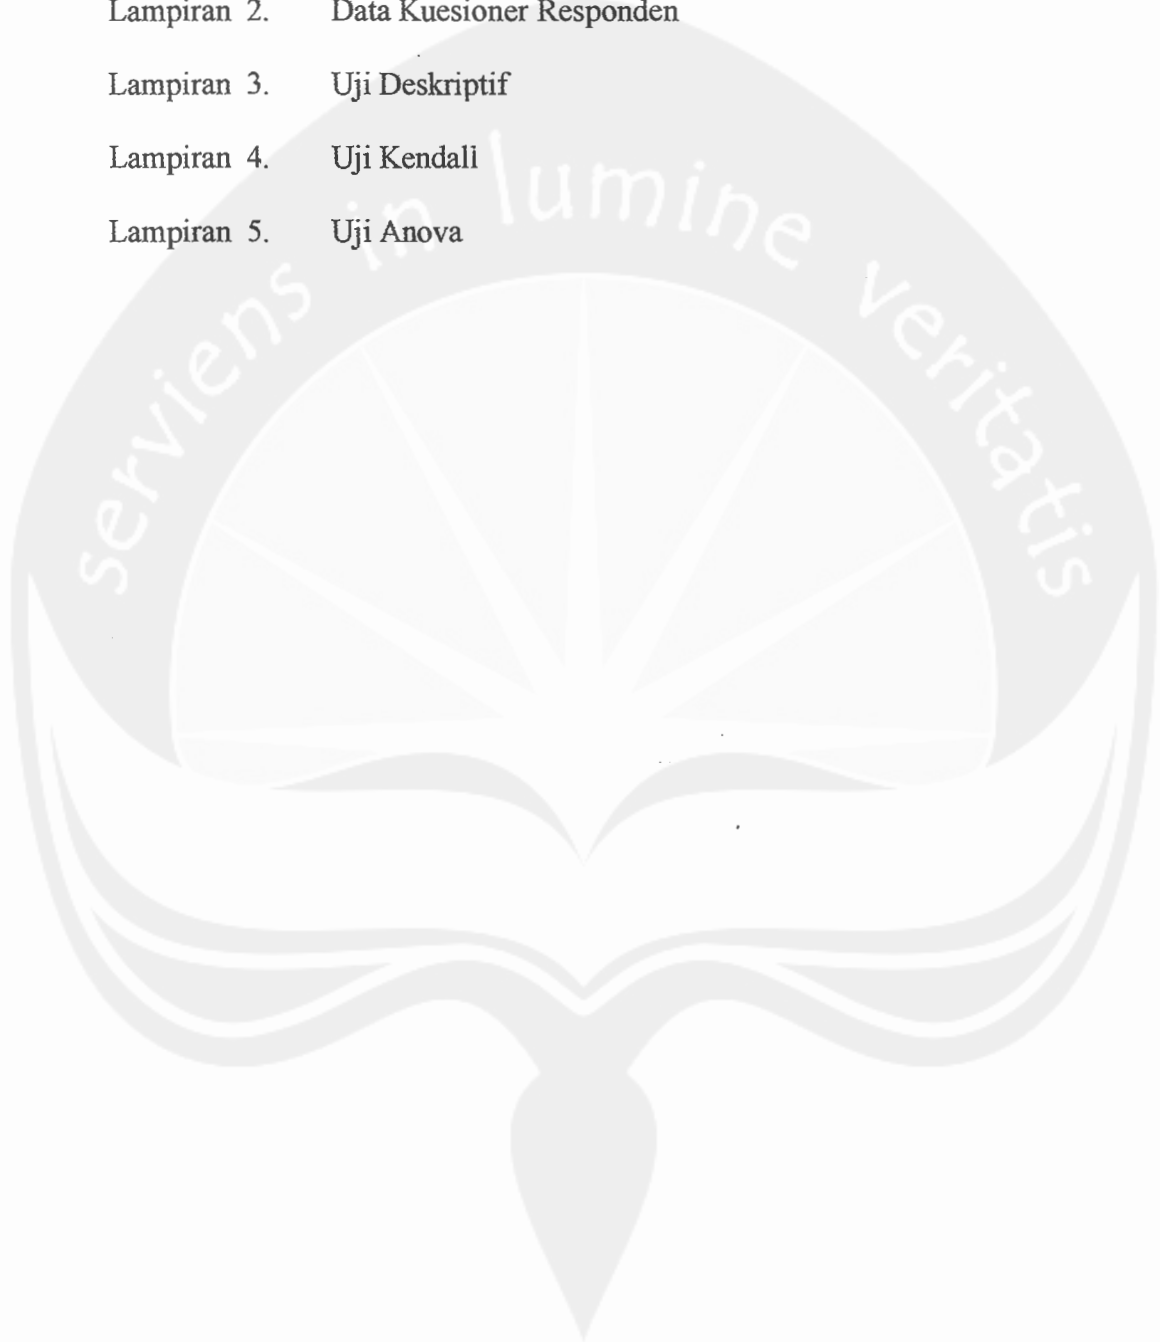 Lampiran 2. Data Kuesioner Responden
Lampiran 3. Uji Deskriptif
Lampiran 4. Uji Kendall
Lampiran 5. Uji Anova
serviens in lumine veritatis